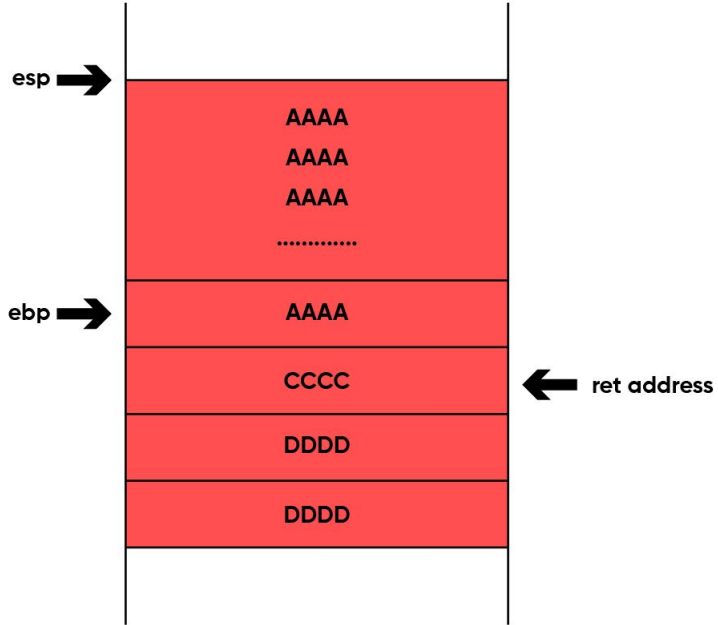 esp
AAAA
AAAA
AAAA
.............
ebp
AAAA
CCCC
ret address
DDDD
DDDD